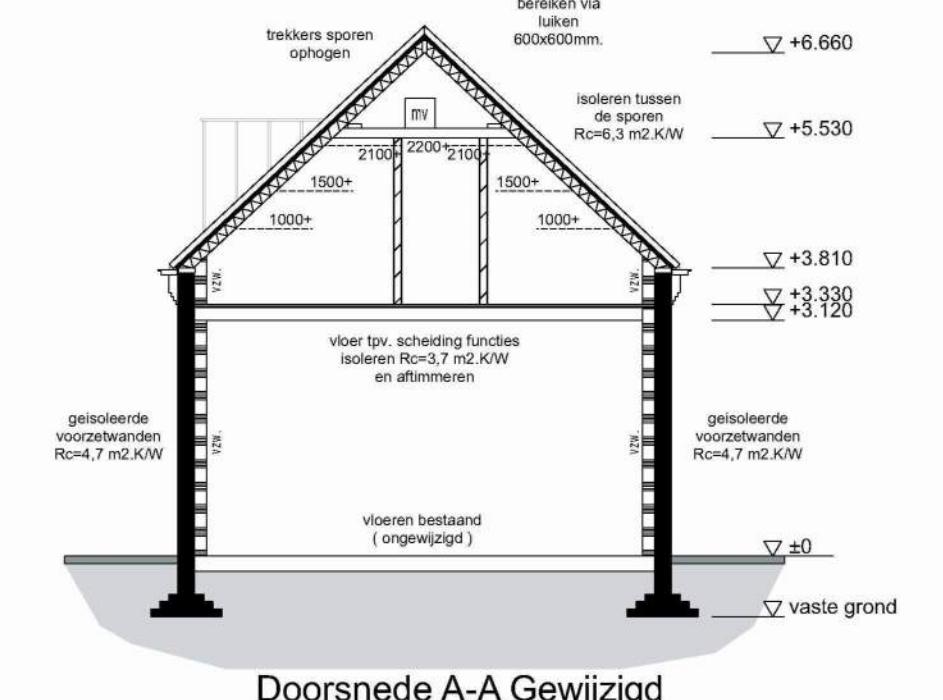 bereiken via
luiken
600x600mm.
trekkers sporen
ophogen
+6.660
isoleren tussen
de sporen
Rc=6,3 m2.K/W
mv
+5.530
2100+ 2200+ 2100+
1500+ 1500+
1000+ 1000+
+3.810
vzw. vzw.
+3.330
+3.120
vloer tpv. scheiding functies
isoleren Rc=3,7 m2.K/W
en aftimmeren
geisoleerde
voorzetwanden
Rc=4,7 m2.K/W
vzw. vzw.
geisoleerde
voorzetwanden
Rc=4,7 m2.K/W
vloeren bestaand
( ongewijzigd )
±0
vaste grond
Doorsnede A-A Gewijzigd